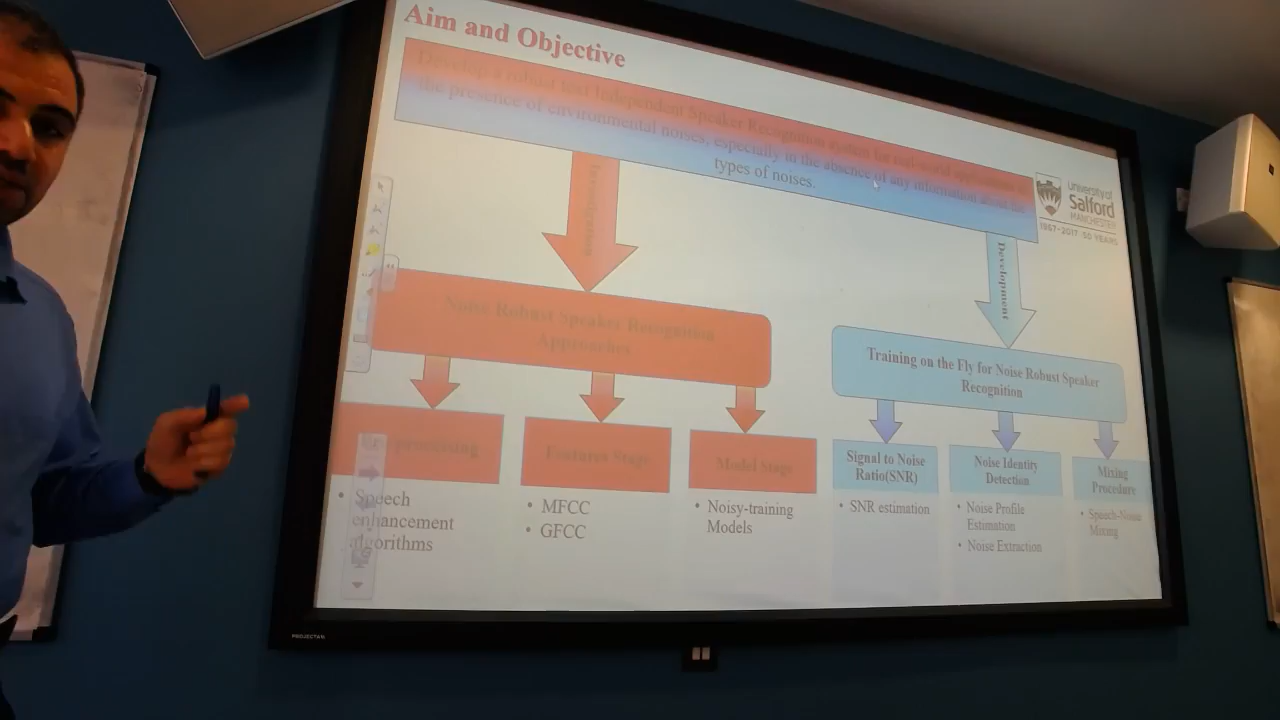 Aim and Objective
Develop a robust text Independent Speaker Recognition system for real-world applications in
the presence of environmental noises, especially in the absence of any information about the
types of noises.
University of
Salford
MANCHESTER
1967-2017 50 YEARS
Investigation
Development
Noise Robust Speaker Recognition
Approaches
Training on the Fly for Noise Robust Speaker
Recognition
processing
Features Stage
Model Stage
Signal to Noise
Ratio(SNR)
Noise Identity
Detection
Mixing
Procedure
• Speech
enhancement
algorithms
• MFCC
• GFCC
• Noisy-training
Models
• SNR estimation
• Noise Profile
Estimation
• Noise Extraction
• Speech-Noise
Mixing